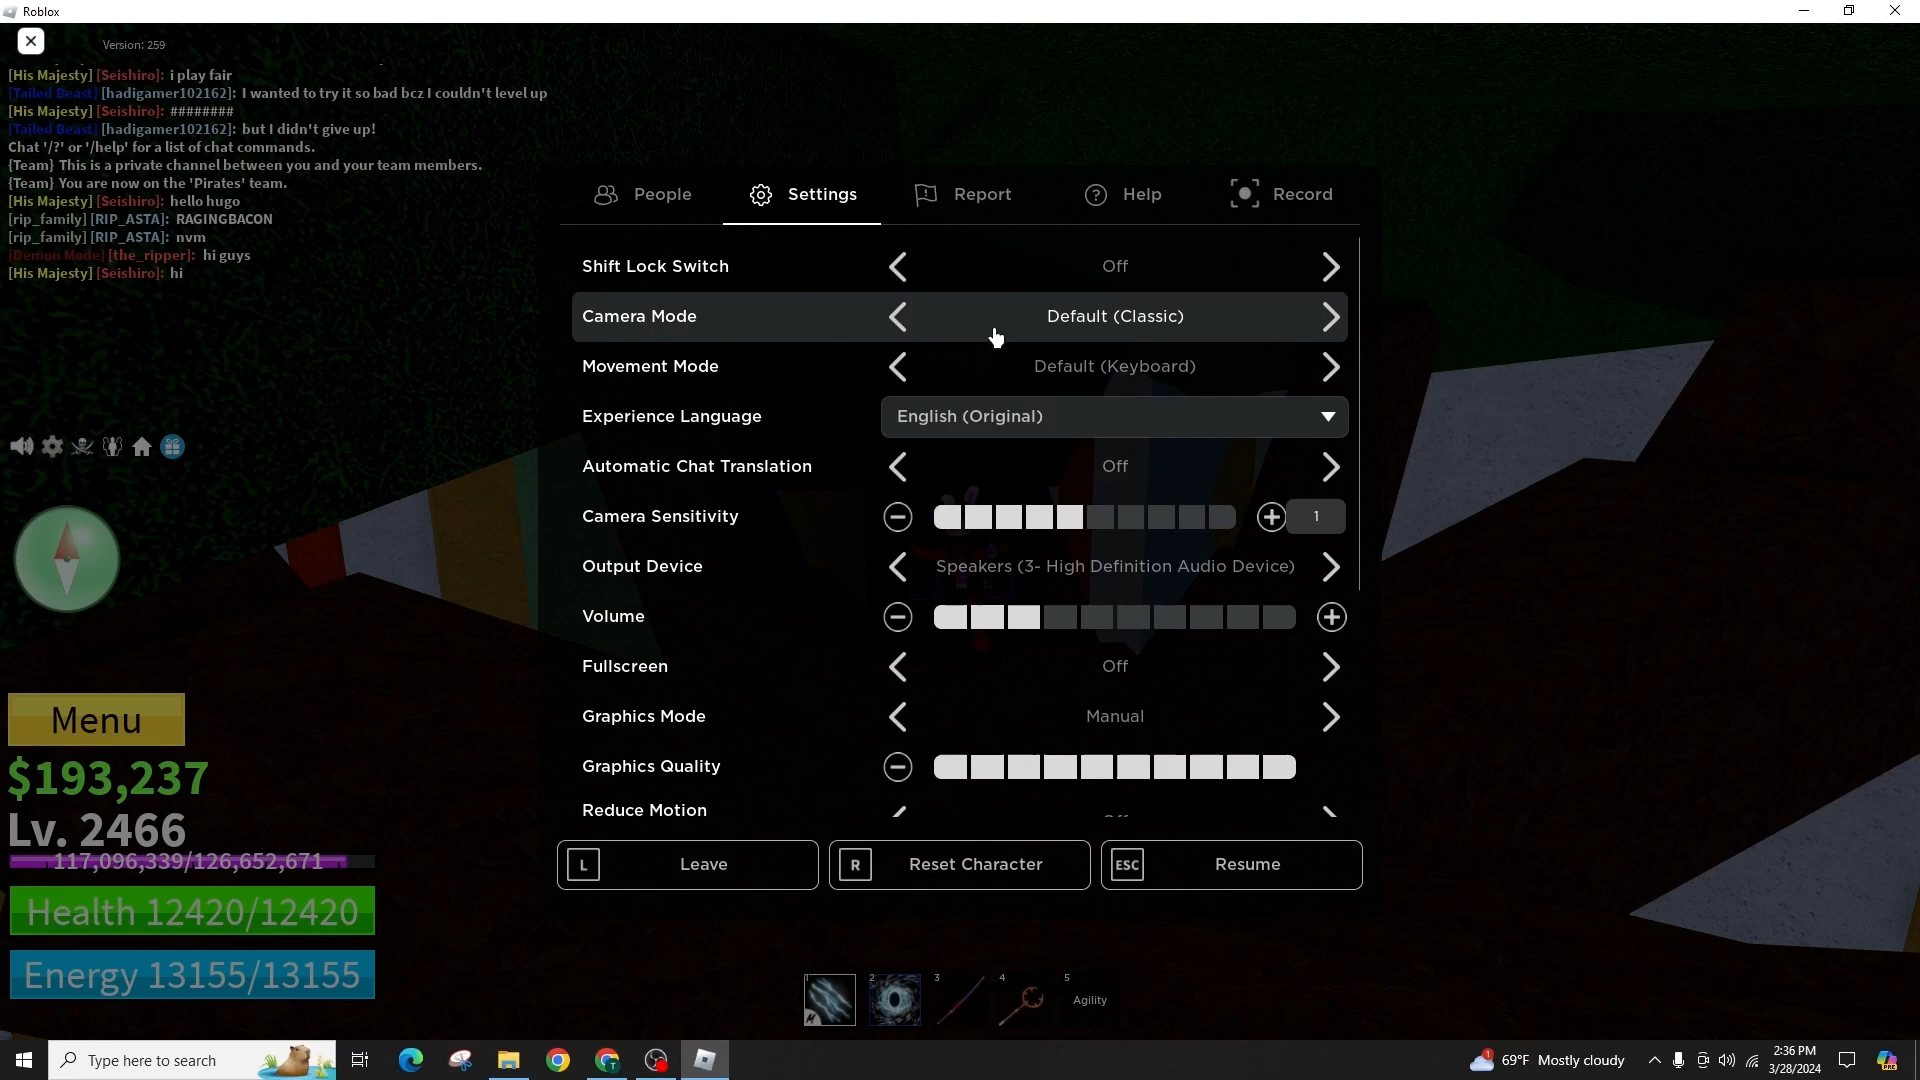 Roblox
Version: 259
[His Majesty] [Seishiro]: i play fair
[Tailed Beast] [hadigamer102162]: I wanted to try it so bad bcz I couldn't level up
[His Majesty] [Seishiro]: ########
[Tailed Beast] [hadigamer102162]: but I didn't give up!
Chat '/?' or '/help' for a list of chat commands.
{Team} This is a private channel between you and your team members.
{Team} You are now on the 'Pirates' team.
[His Majesty] [Seishiro]: hello hugo
[rip_family] [RIP_ASTA]: RAGINGBACON
[rip_family] [RIP_ASTA]: nvm
[Demon Mode] [the_ripper]: hi guys
[His Majesty] [Seishiro]: hi
People Settings Report Help Record
Shift Lock Switch Off
Camera Mode Default (Classic)
Movement Mode Default (Keyboard)
Experience Language English (Original)
Automatic Chat Translation Off
Camera Sensitivity 1
Output Device Speakers (3- High Definition Audio Device)
Volume
Fullscreen Off
Graphics Mode Manual
Graphics Quality
Reduce Motion
L Leave R Reset Character ESC Resume
Menu
$193,237
Lv. 2466
117,096,339/126,652,671
Health 12420/12420
Energy 13155/13155
1 2 3 4 5
Agility
Type here to search
1 69°F Mostly cloudy
2:36 PM
3/28/2024
PRE